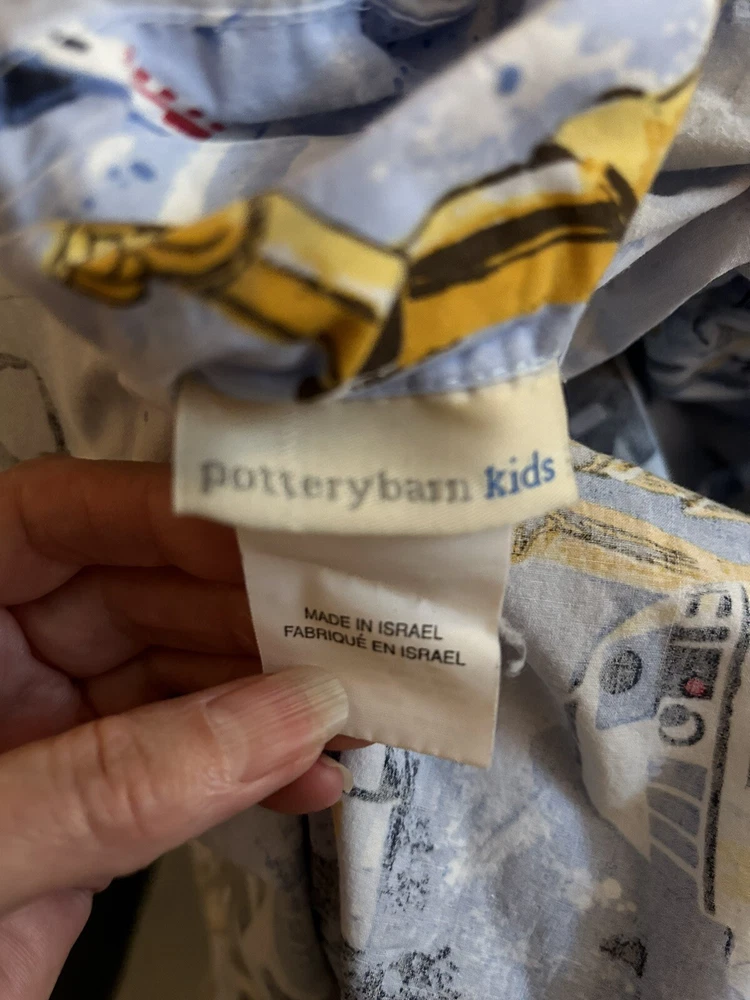 potterybarn kids
MADE IN ISRAEL
FABRIQUÉ EN ISRAEL